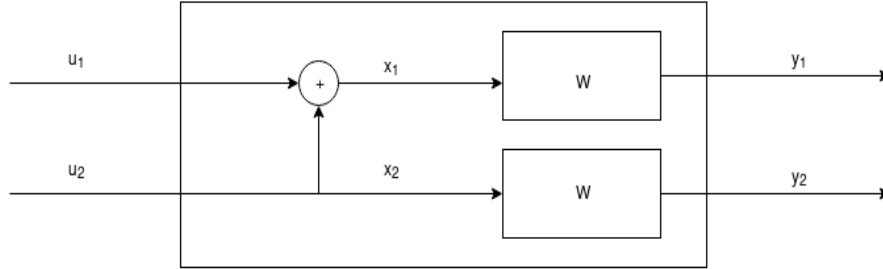 u₁
+
x₁
W
y₁
u₂
x₂
W
y₂